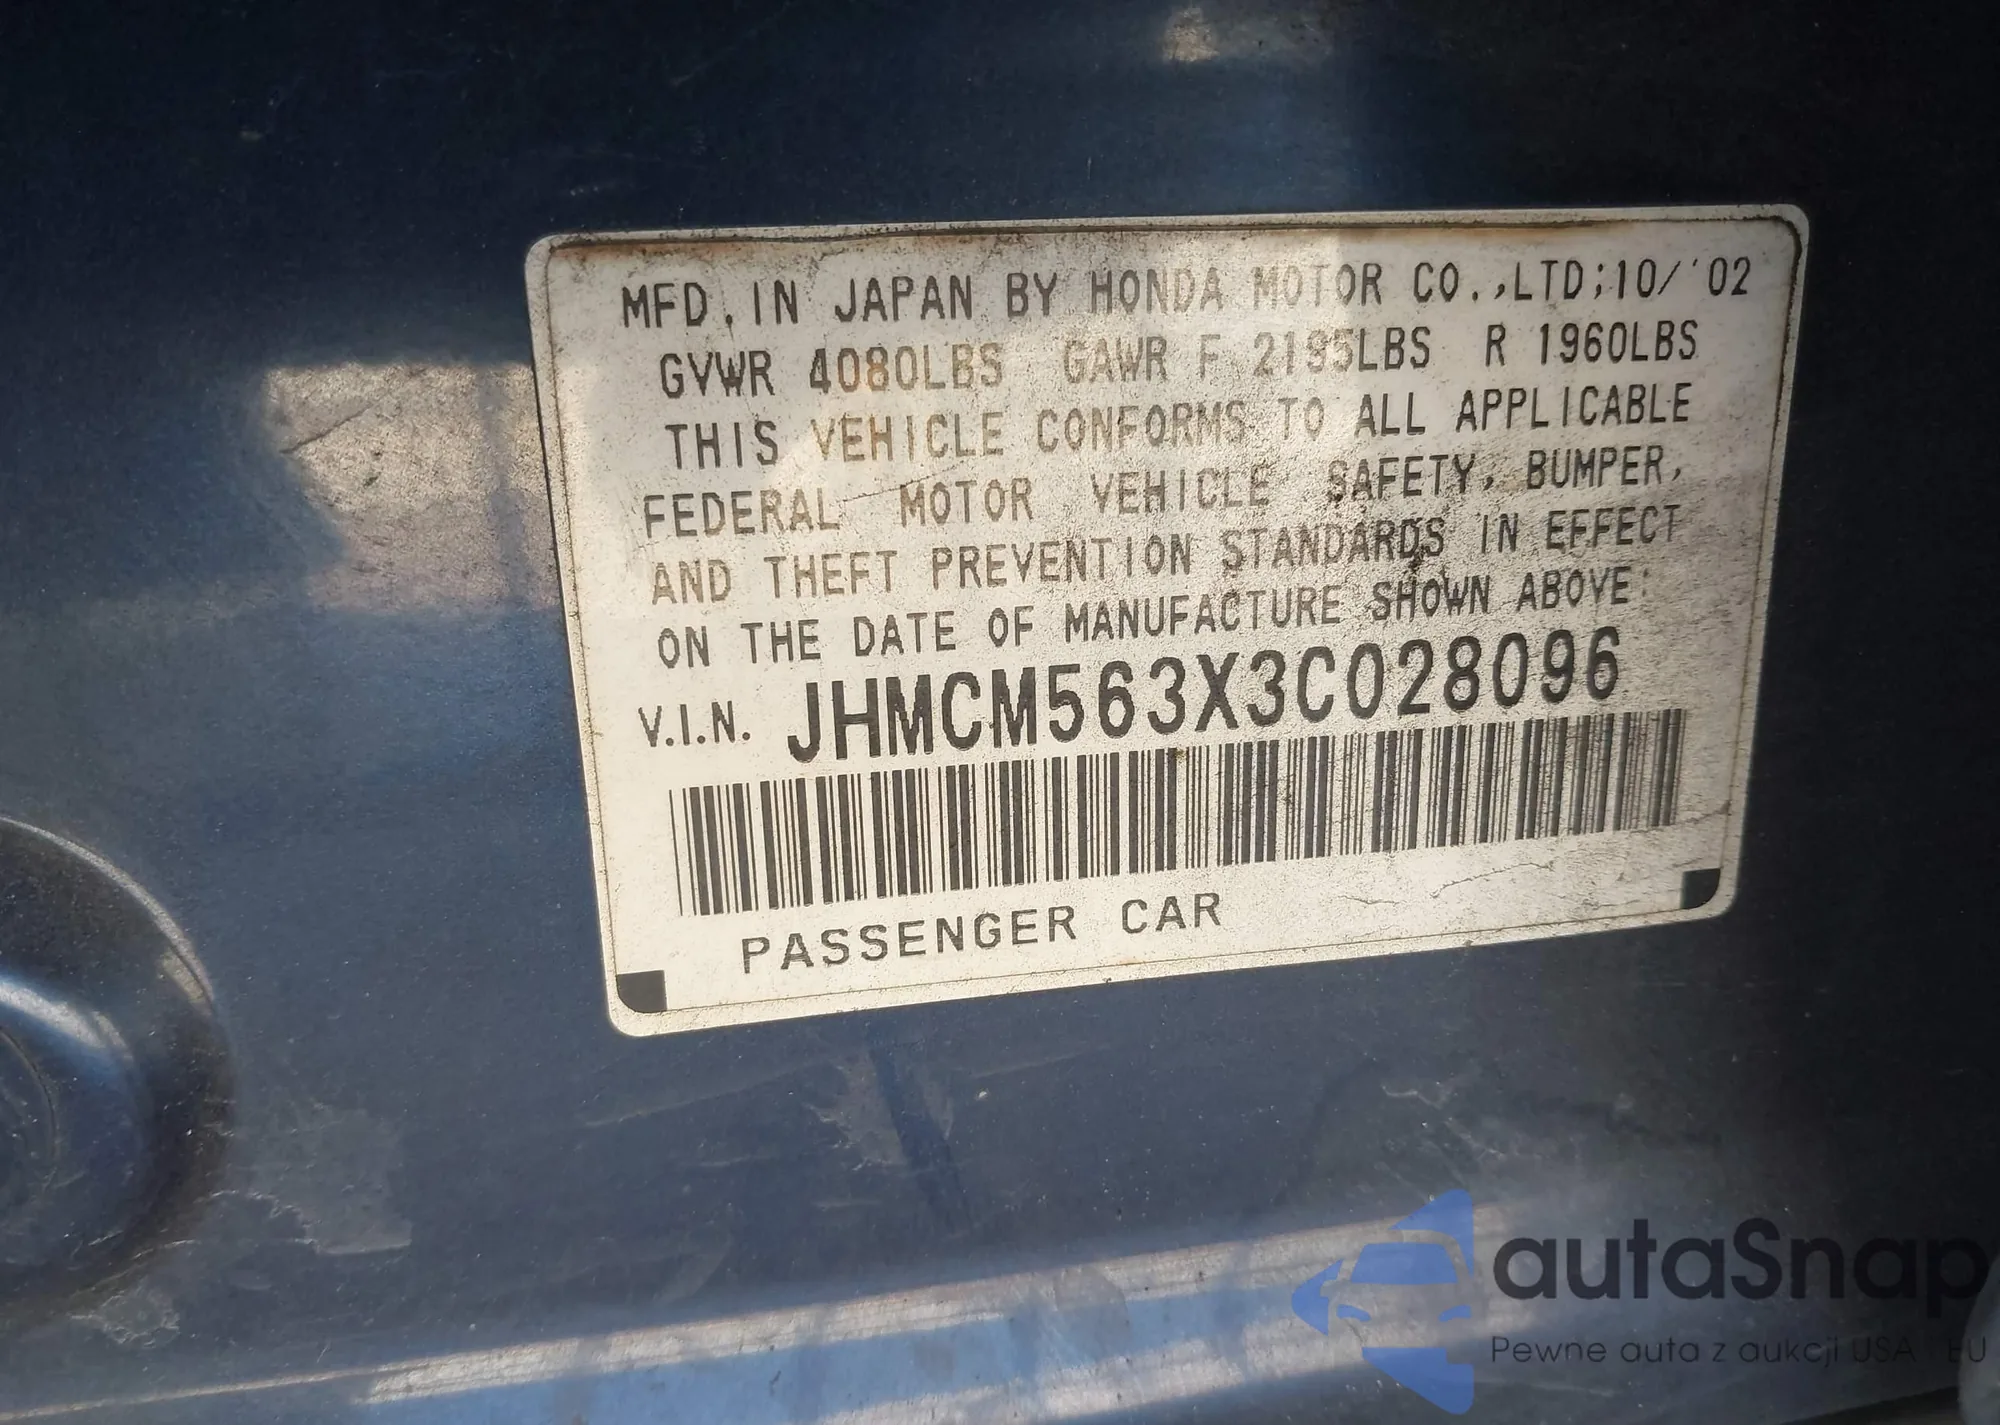 MFD. IN JAPAN BY HONDA MOTOR CO.,LTD;10/'02
GVWR 4080LBS GAWR F 2195LBS R 1960LBS
THIS VEHICLE CONFORMS TO ALL APPLICABLE
FEDERAL MOTOR VEHICLE SAFETY, BUMPER,
AND THEFT PREVENTION STANDARDS IN EFFECT
ON THE DATE OF MANUFACTURE SHOWN ABOVE:
V.I.N. JHMCM563X3C028096
PASSENGER CAR
autaSnap
Pewne auta z aukcji USA EU